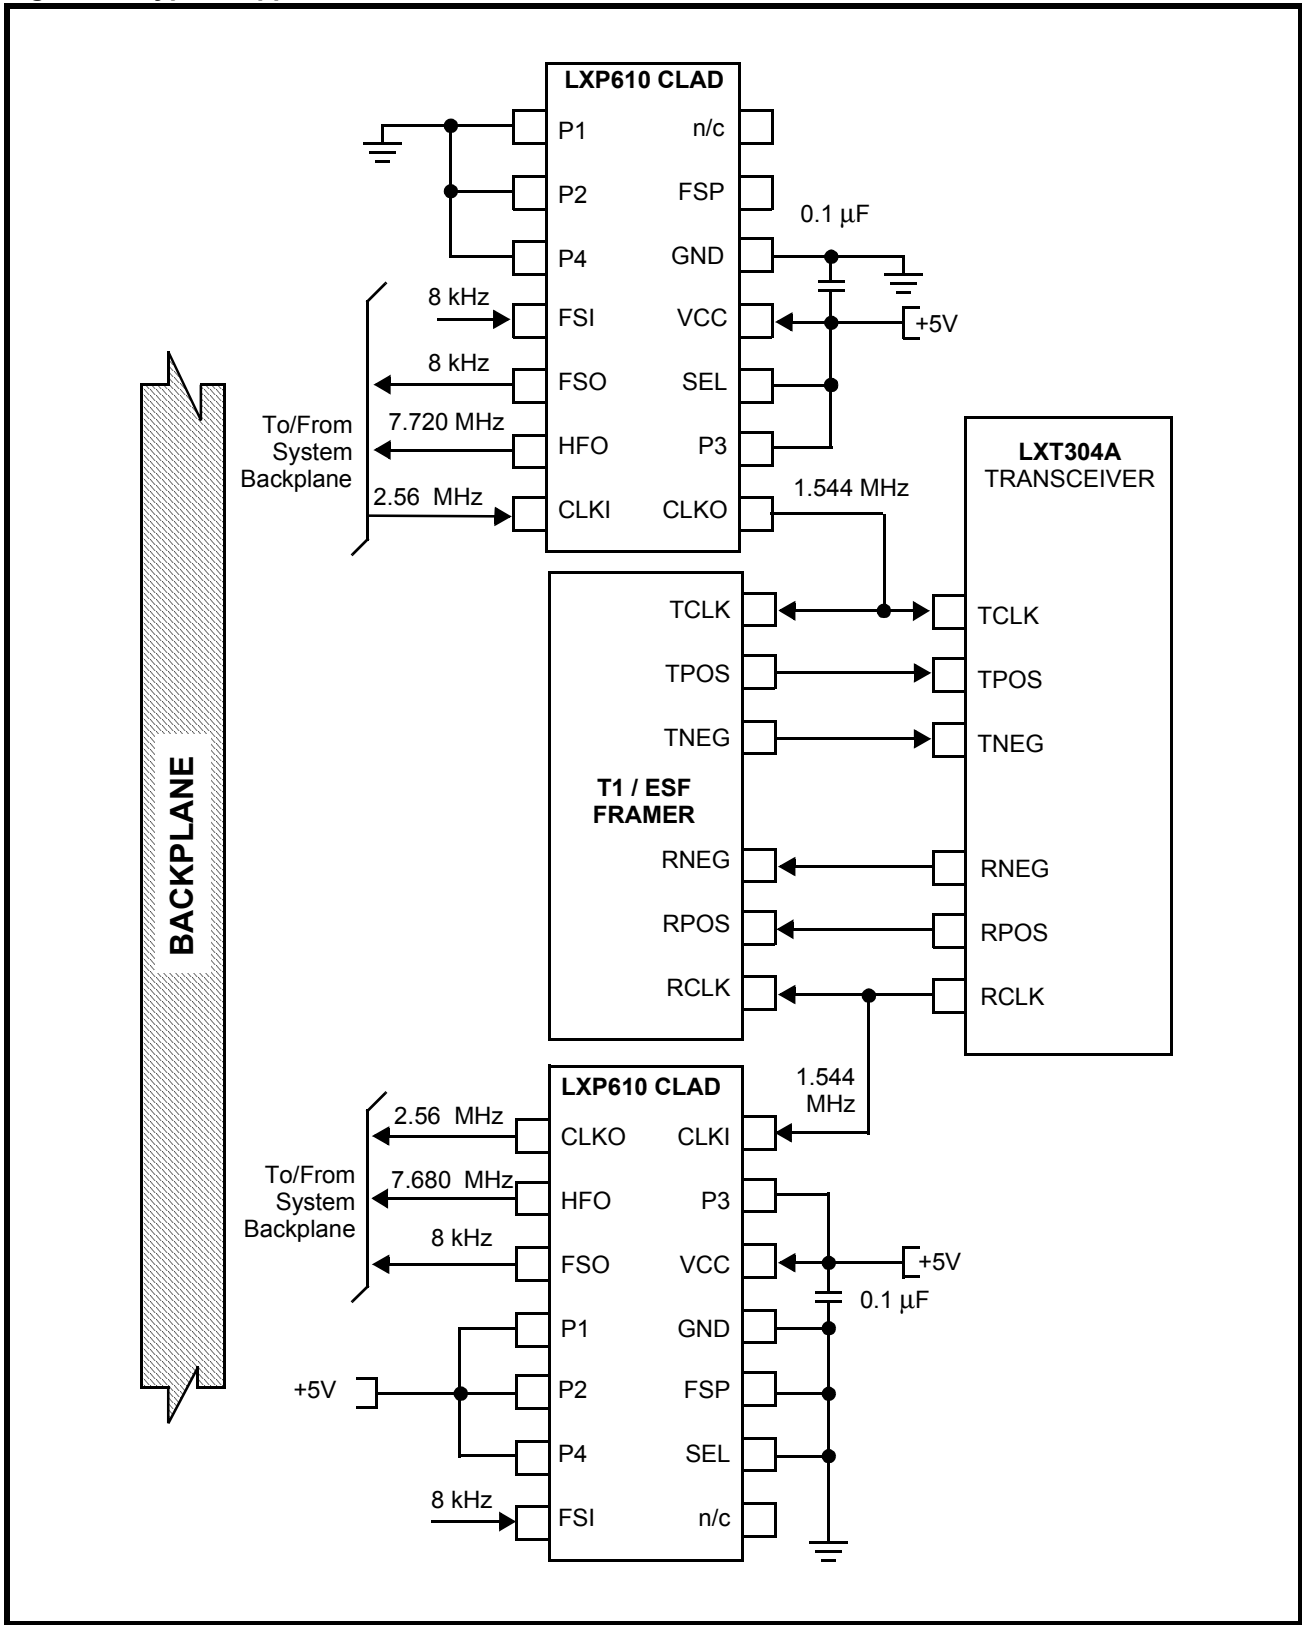 LXP610 CLAD
P1
n/c
P2
FSP
0.1 µF
P4
GND
8 kHz
FSI
VCC
+5V
8 kHz
FSO
SEL
7.720 MHz
HFO
P3
To/From
System
Backplane
2.56 MHz
CLKI
CLKO
1.544 MHz
LXT304A
TRANSCEIVER
TCLK
TCLK
TPOS
TPOS
TNEG
TNEG
T1 / ESF
FRAMER
BACKPLANE
RNEG
RNEG
RPOS
RPOS
RCLK
RCLK
LXP610 CLAD
1.544
MHz
2.56 MHz
CLKO
CLKI
To/From
System
Backplane
7.680 MHz
HFO
P3
8 kHz
FSO
VCC
+5V
0.1 µF
P1
GND
+5V
P2
FSP
P4
SEL
8 kHz
FSI
n/c